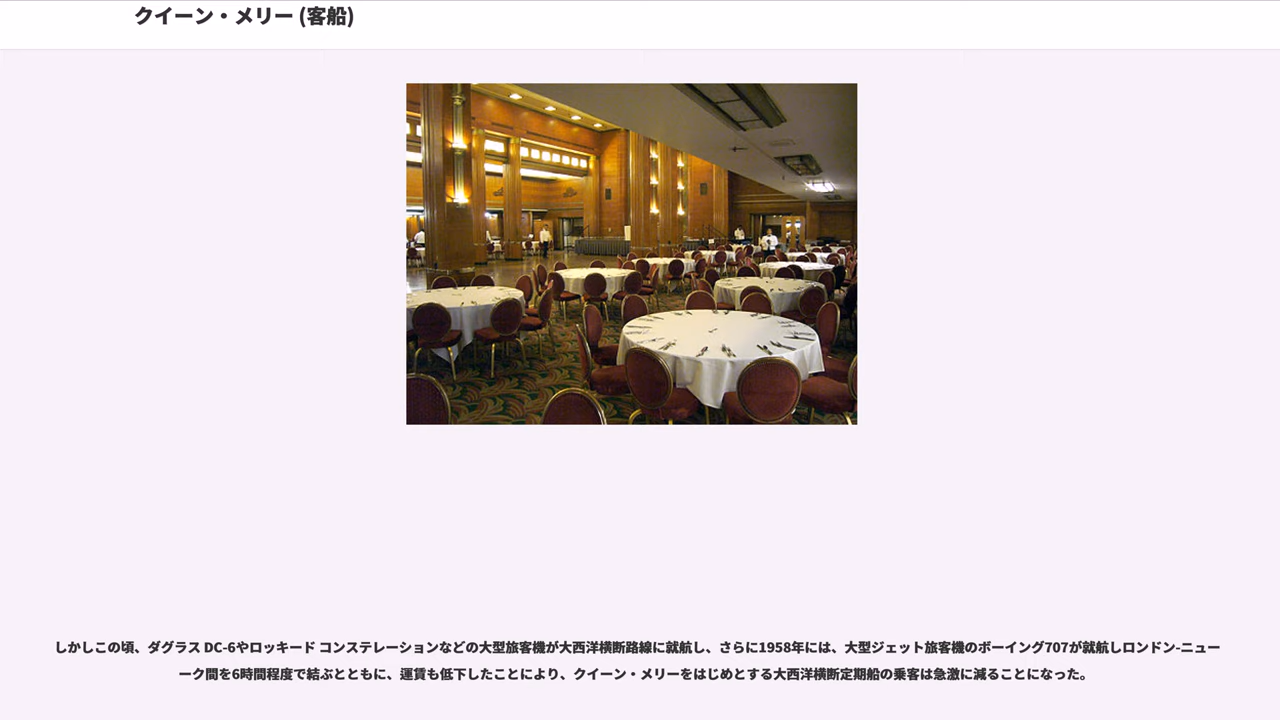 クイーン・メリー (客船)
しかしこの頃、ダグラス DC-6やロッキード コンステレーションなどの大型旅客機が大西洋横断路線に就航し、さらに1958年には、大型ジェット旅客機のボーイング707が就航しロンドン-ニュー
ーク間を6時間程度で結ぶとともに、運賃も低下したことにより、クイーン・メリーをはじめとする大西洋横断定期船の乗客は急激に減ることになった。